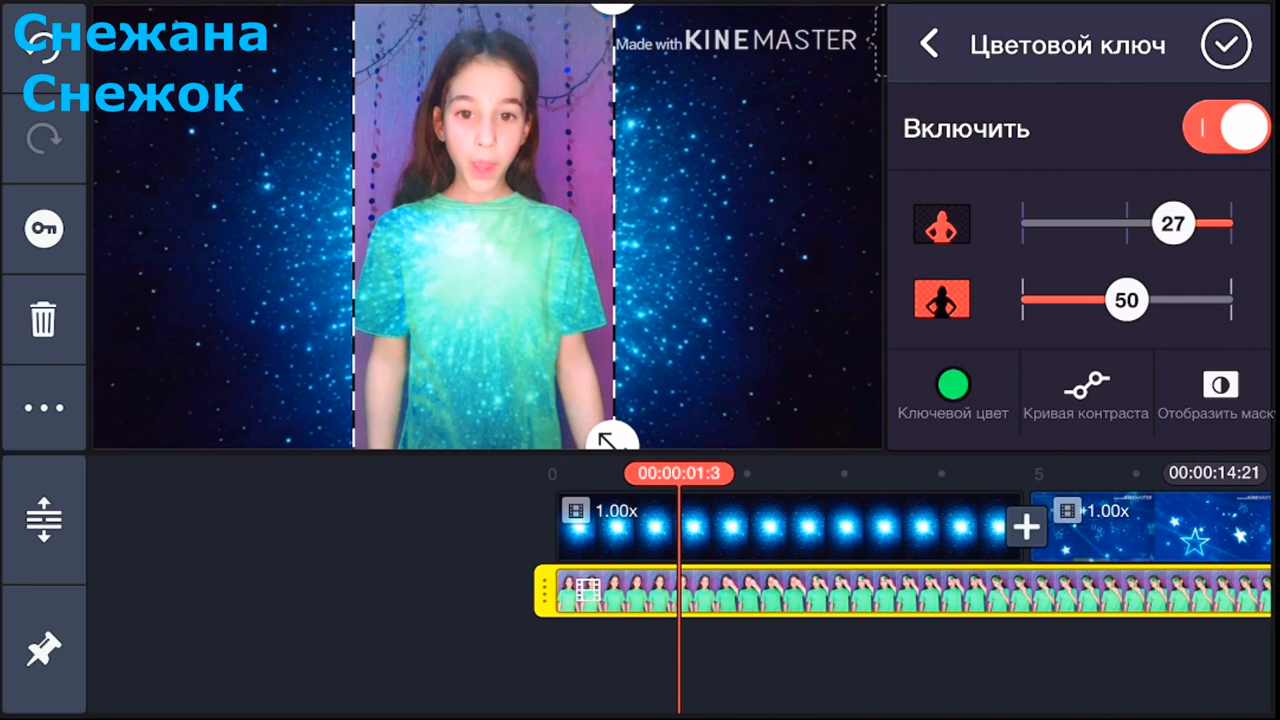 Снежана
Снежок
Made with KINEMASTER
Цветовой ключ
Включить
27
50
Ключевой цвет
Кривая контраста
Отобразить маск
0
00:00:01:3
5
00:00:14:21
1.00x
1.00x